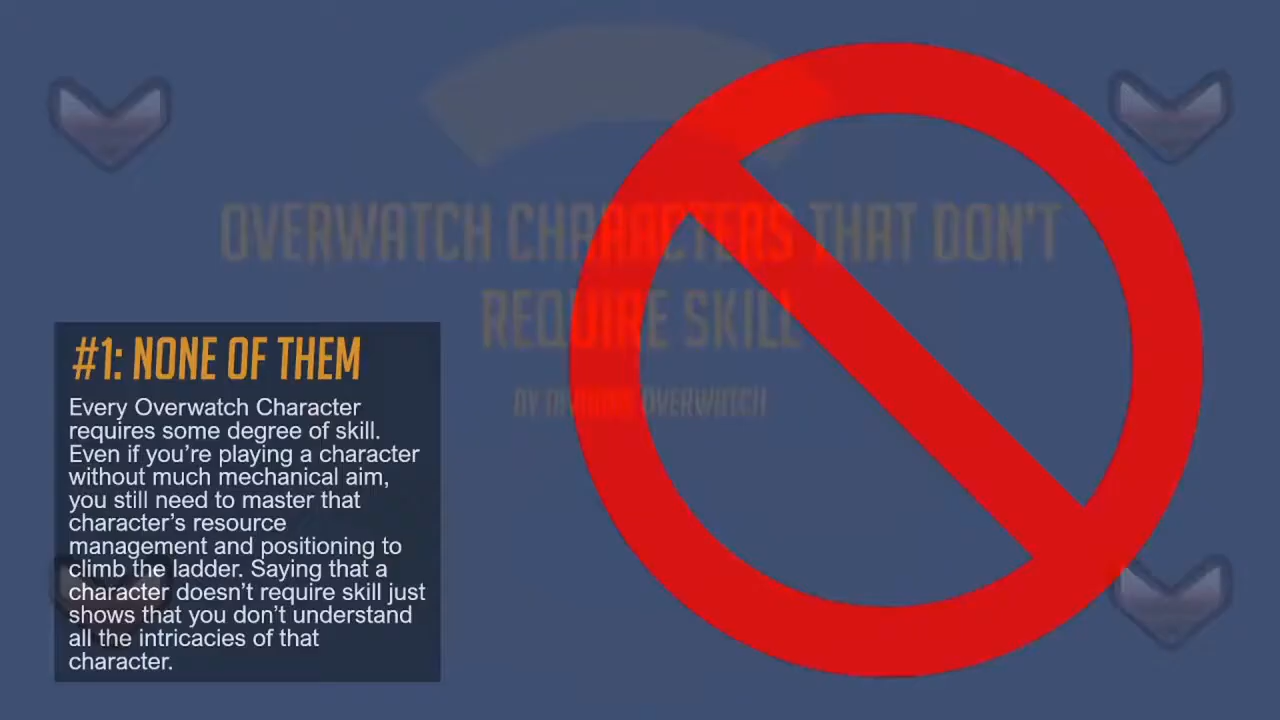 OVERWATCH CHARACTERS THAT DON'T
REQUIRE SKILL
OVERWATCH
#1: NONE OF THEM
Every Overwatch Character
requires some degree of skill.
Even if you’re playing a character
without much mechanical aim,
you still need to master that
character’s resource
management and positioning to
climb the ladder. Saying that a
character doesn’t require skill just
shows that you don’t understand
all the intricacies of that
character.